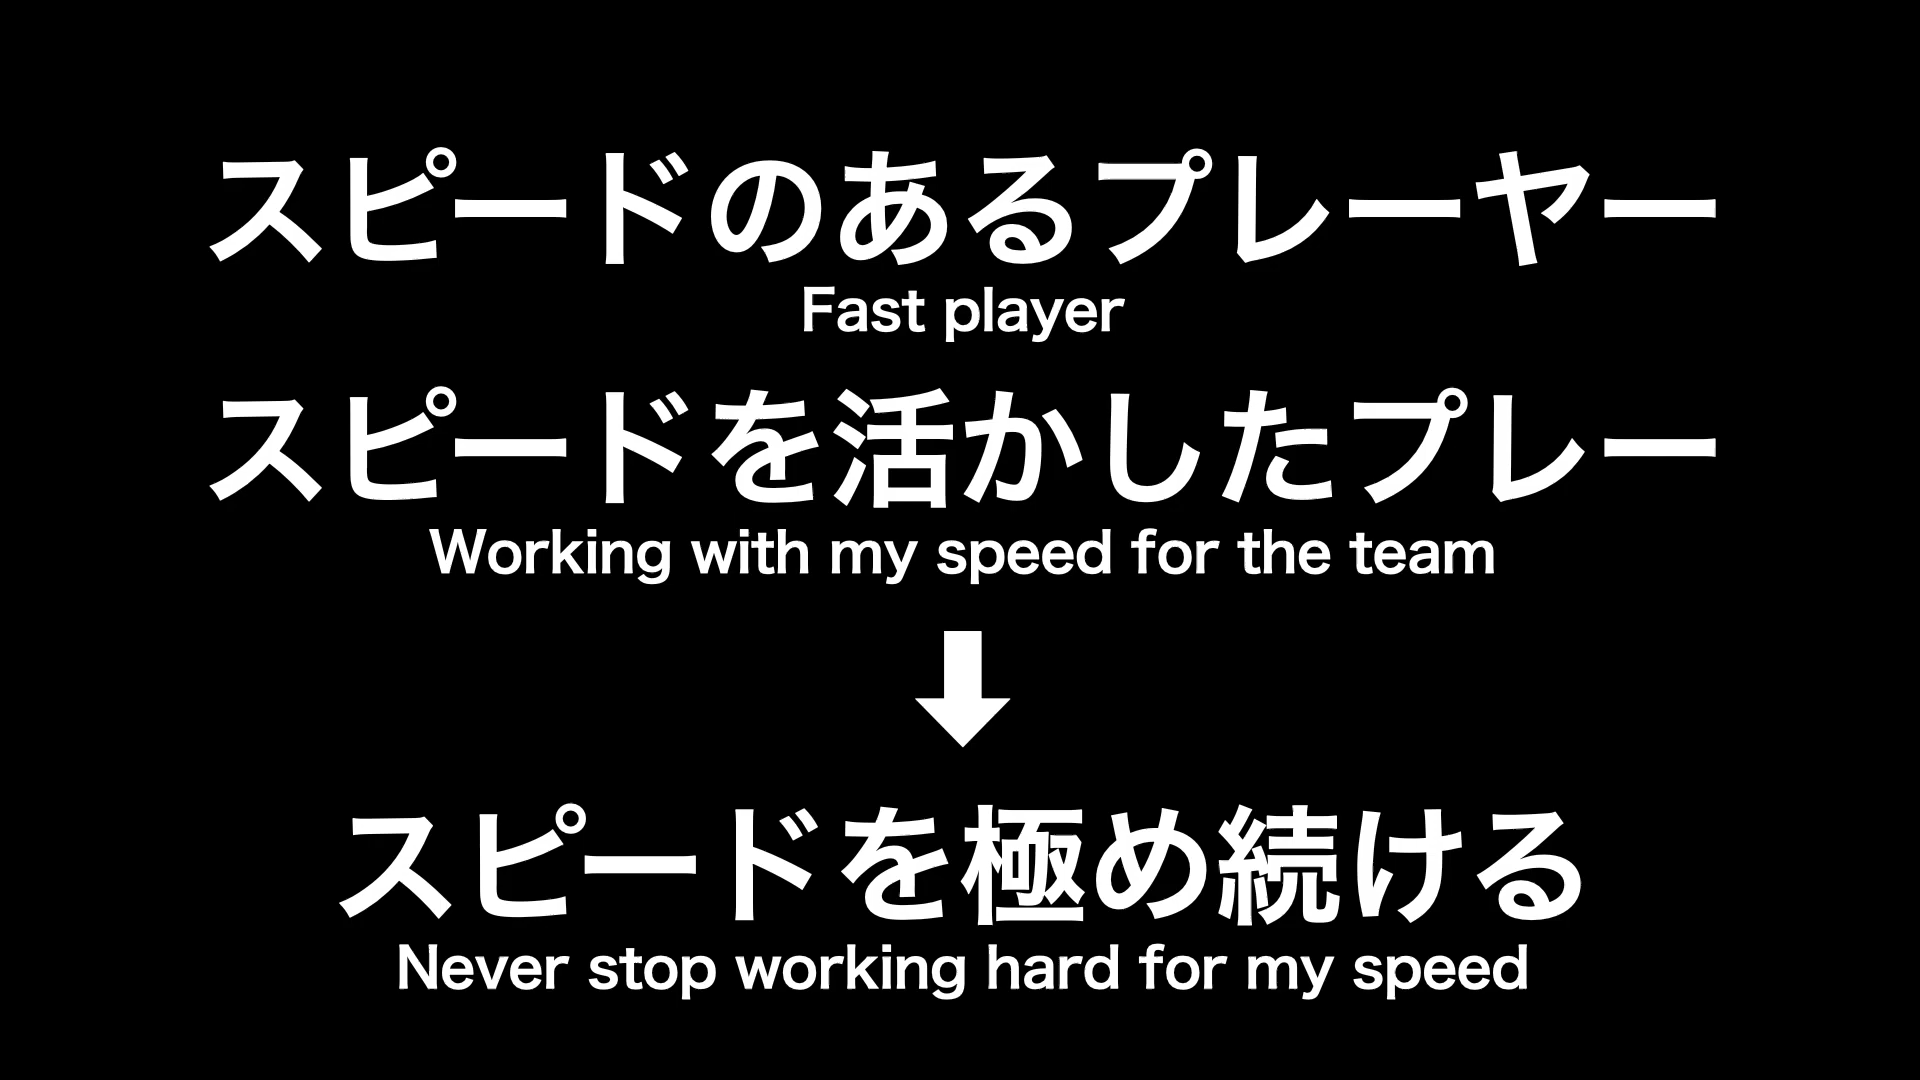 スピードのあるプレーヤー
Fast player
スピードを活かしたプレー
Working with my speed for the team
スピードを極め続ける
Never stop working hard for my speed